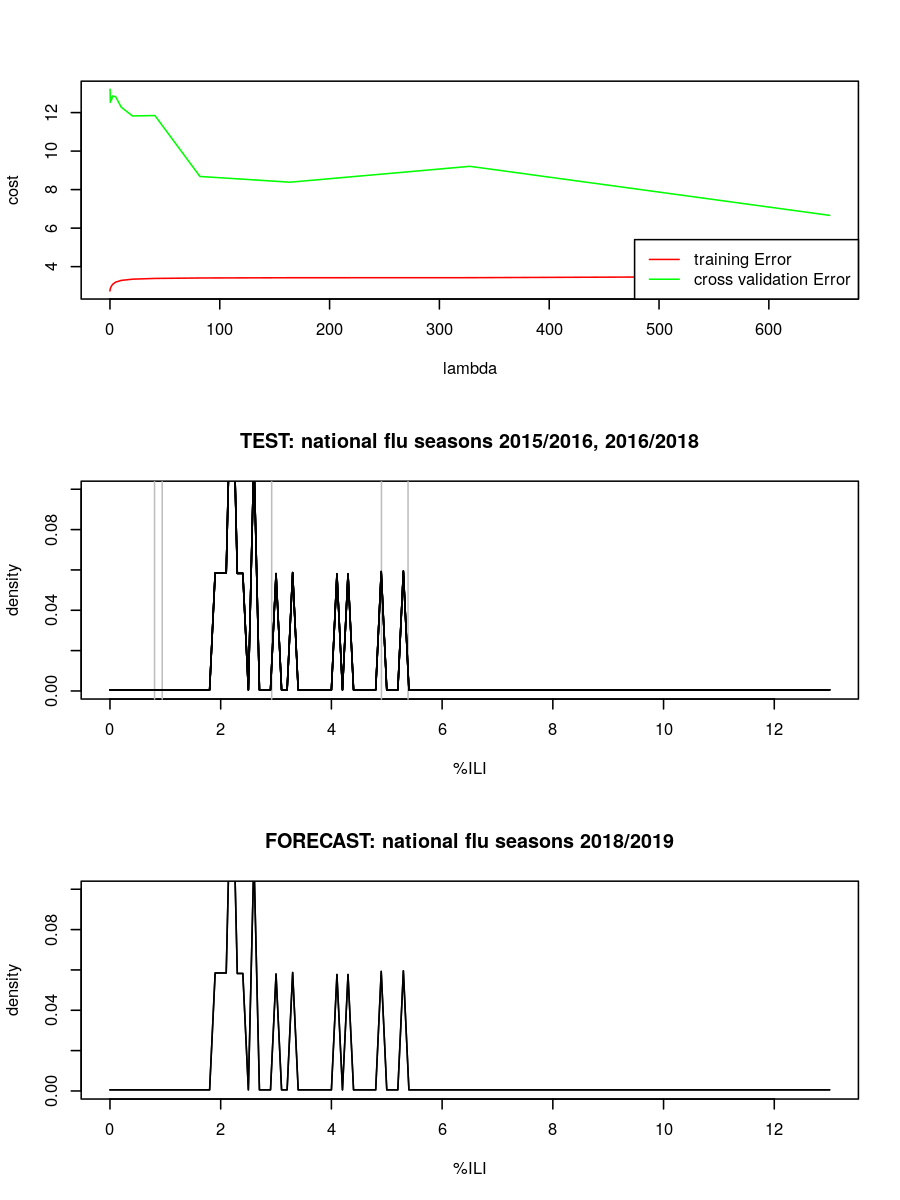 cost
12
10
8
6
4
training Error
cross validation Error
0 100 200 300 400 500 600
lambda
TEST: national flu seasons 2015/2016, 2016/2018
density
0.08
0.04
0.00
0 2 4 6 8 10 12
%ILI
FORECAST: national flu seasons 2018/2019
density
0.08
0.04
0.00
0 2 4 6 8 10 12
%ILI